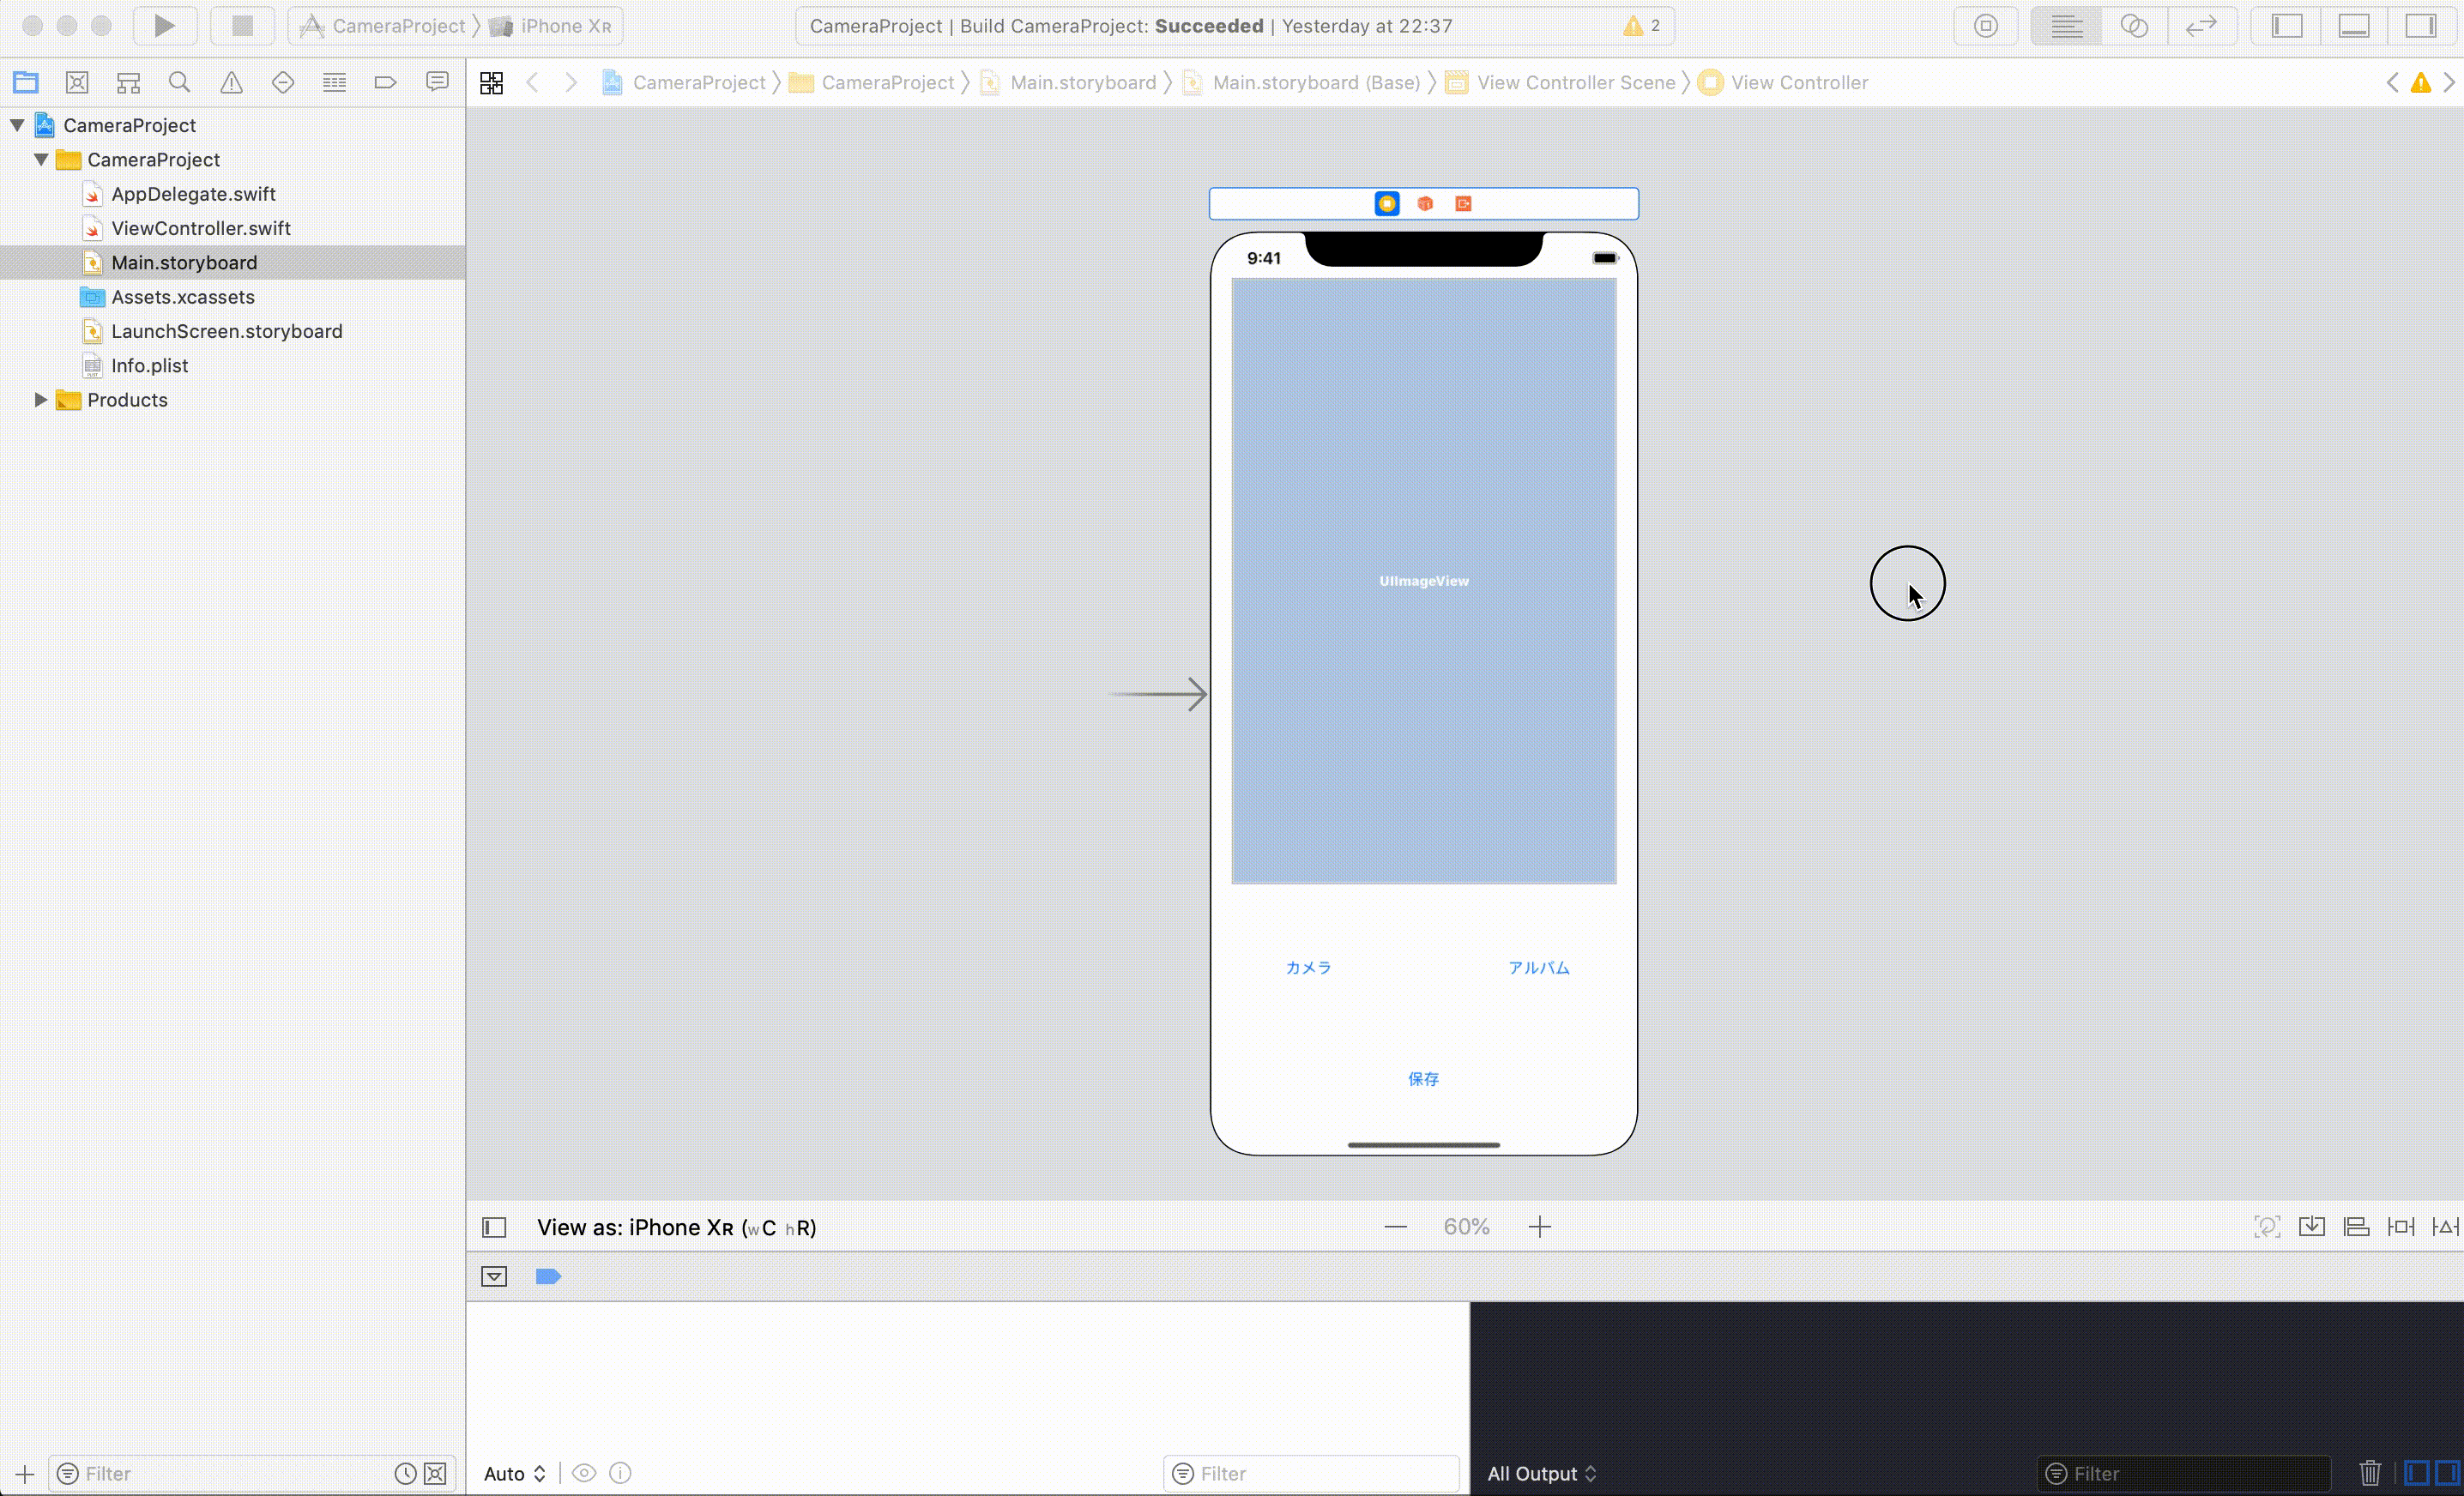 CameraProject 〉 iPhone XR
CameraProject | Build CameraProject: Succeeded | Yesterday at 22:37
2
CameraProject 〉 CameraProject 〉 Main.storyboard 〉 Main.storyboard (Base) 〉 View Controller Scene 〉 View Controller
CameraProject
CameraProject
AppDelegate.swift
ViewController.swift
Main.storyboard
Assets.xcassets
LaunchScreen.storyboard
Info.plist
Products
9:41
UIImageView
カメラ
アルバム
保存
View as: iPhone XR (wC hR)
60%
Filter
Auto
Filter
All Output
Filter